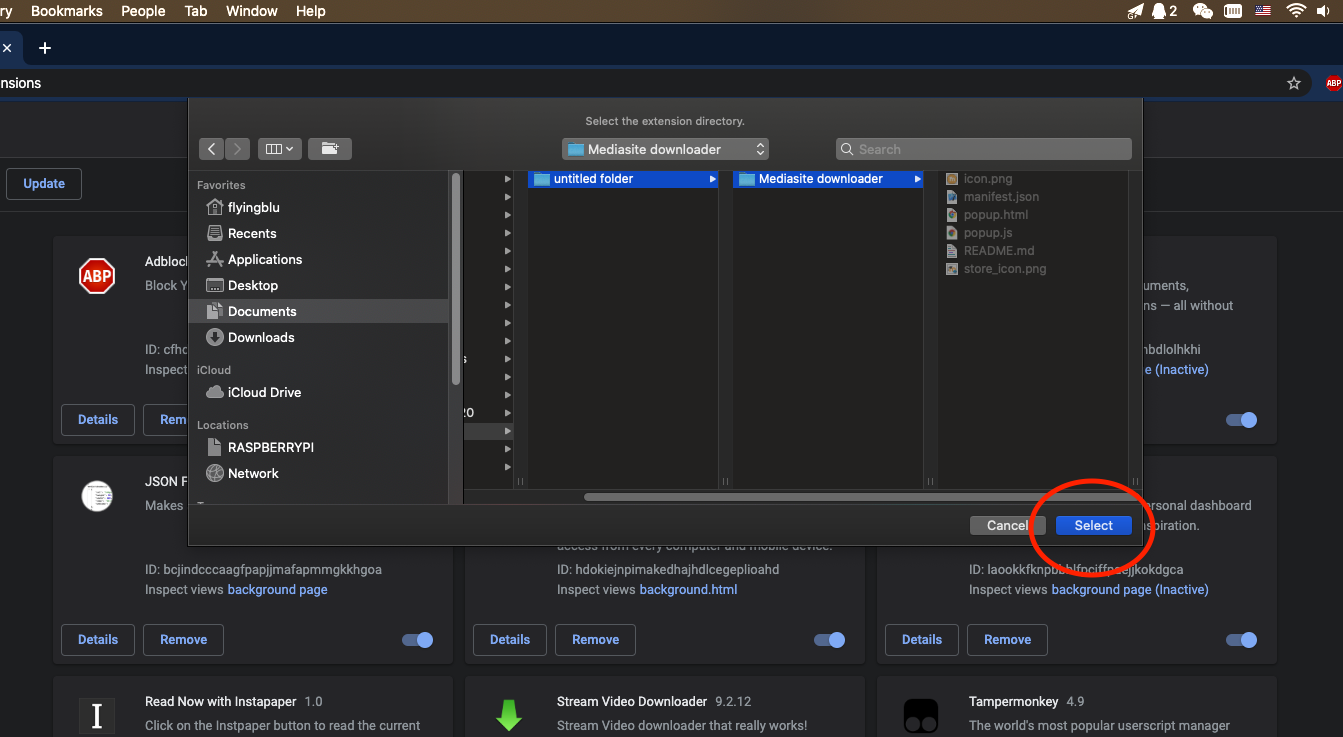 ry Bookmarks People Tab Window Help 2
nsions
ABP
Select the extension directory.
Mediasite downloader
Search
Update
Favorites
flyingblu
Recents
Applications
Desktop
Documents
Downloads
iCloud
iCloud Drive
Locations
RASPBERRYPI
Network
s
20
untitled folder
Mediasite downloader
icon.png
manifest.json
popup.html
popup.js
README.md
store_icon.png
Cancel
Select
ABP
Adbloc
Block Y
ID: cfhc
Inspect
Details
Rem
uments,
ns — all without
nbdlolhkhi
e (Inactive)
JSON F
Makes
ID: bcjindcccaagfpapjjmafapmmgkkhgoa
Inspect views background page
Details
Remove
access from every computer and mobile device.
ID: hdokiejnpimakedhajhdlcegeplioahd
Inspect views background.html
Details
Remove
ersonal dashboard
spiration.
Inspect views background page (Inactive)
Details
Remove
I
Read Now with Instapaper 1.0
Click on the Instpaper button to read the current
Stream Video Downloader 9.2.12
Stream Video downloader that really works!
Tampermonkey 4.9
The world's most popular userscript manager